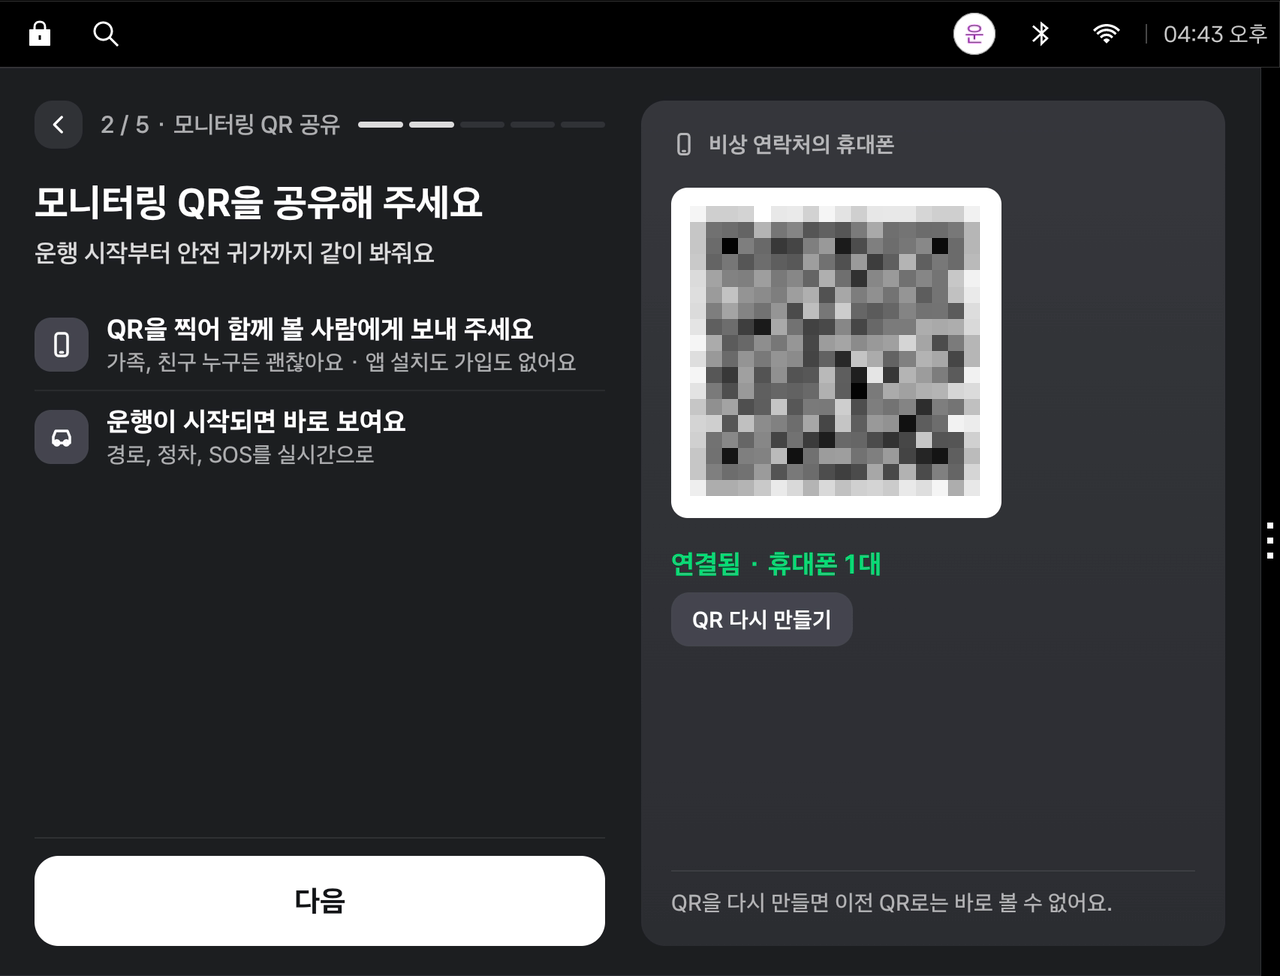 운
04:43 오후
2 / 5 · 모니터링 QR 공유
모니터링 QR을 공유해 주세요
운행 시작부터 안전 귀가까지 같이 봐줘요
QR을 찍어 함께 볼 사람에게 보내 주세요
가족, 친구 누구든 괜찮아요 · 앱 설치도 가입도 없어요
운행이 시작되면 바로 보여요
경로, 정차, SOS를 실시간으로
다음
비상 연락처의 휴대폰
연결됨 · 휴대폰 1대
QR 다시 만들기
QR을 다시 만들면 이전 QR로는 바로 볼 수 없어요.